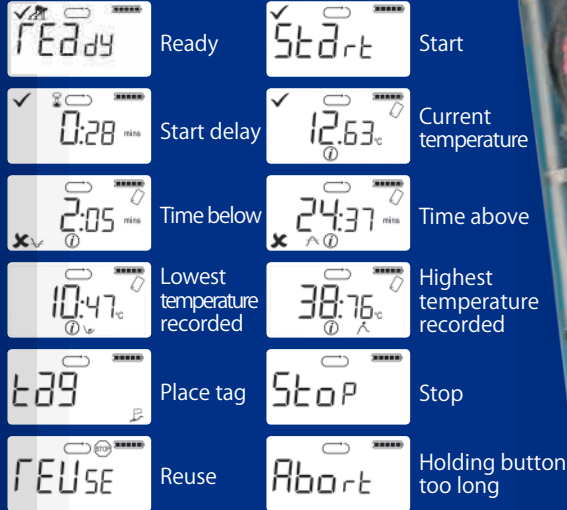 rEAdy Ready
StArt Start
0:28 mins Start delay
12.63°c Current
temperature
2:05 mins Time below
24:37 mins Time above
10:47°c Lowest
temperature
recorded
38:76°c Highest
temperature
recorded
tag Place tag
StoP Stop
STOP
rEUSE Reuse
Abort Holding button
too long